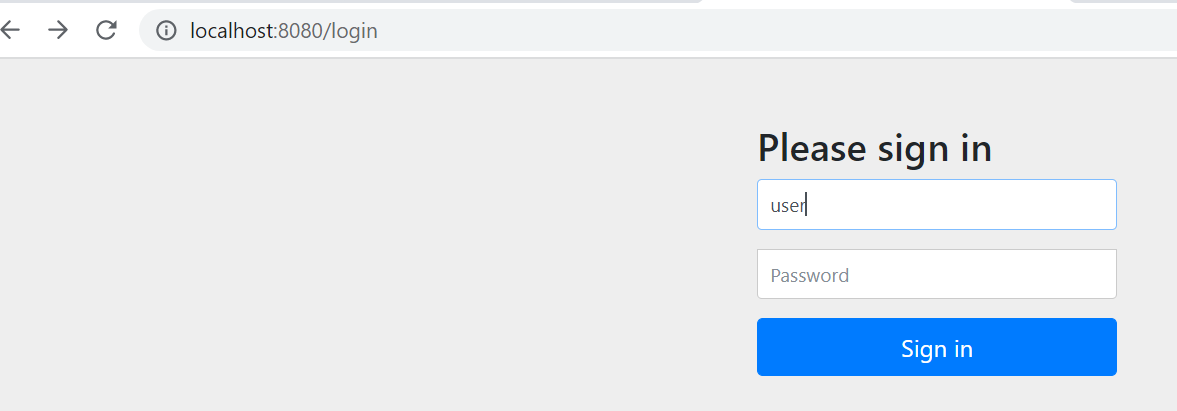 localhost:8080/login
Please sign in
user
Password
Sign in